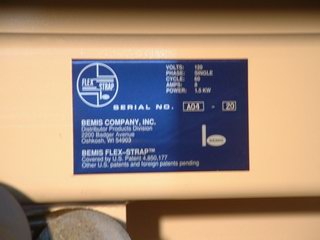 FLEX STRAP
VOLTS: 120
PHASE: SINGLE
CYCLE: 60
POWER: 1.5 KW
SERIAL NO. A04 - 20
BEMIS COMPANY, INC.
Distributor Products Division
2200 Badger Avenue
Oshkosh, WI 54903
BEMIS FLEX-STRAP™
Covered by U.S. Patent 4,650,177
Other U.S. patents and foreign patents pending